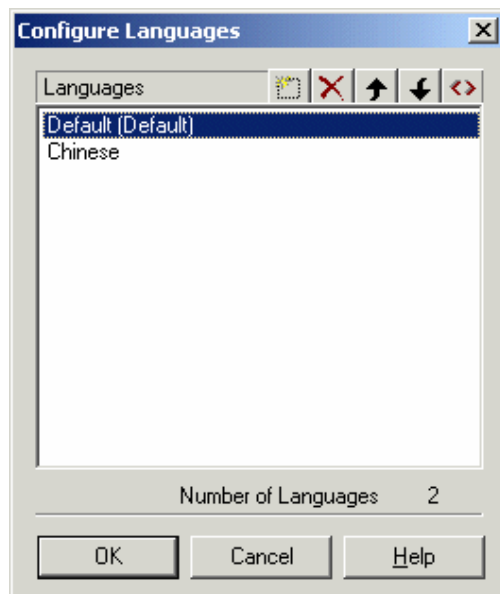 Configure Languages
Languages
Default (Default)
Chinese
Number of Languages 2
OK Cancel Help